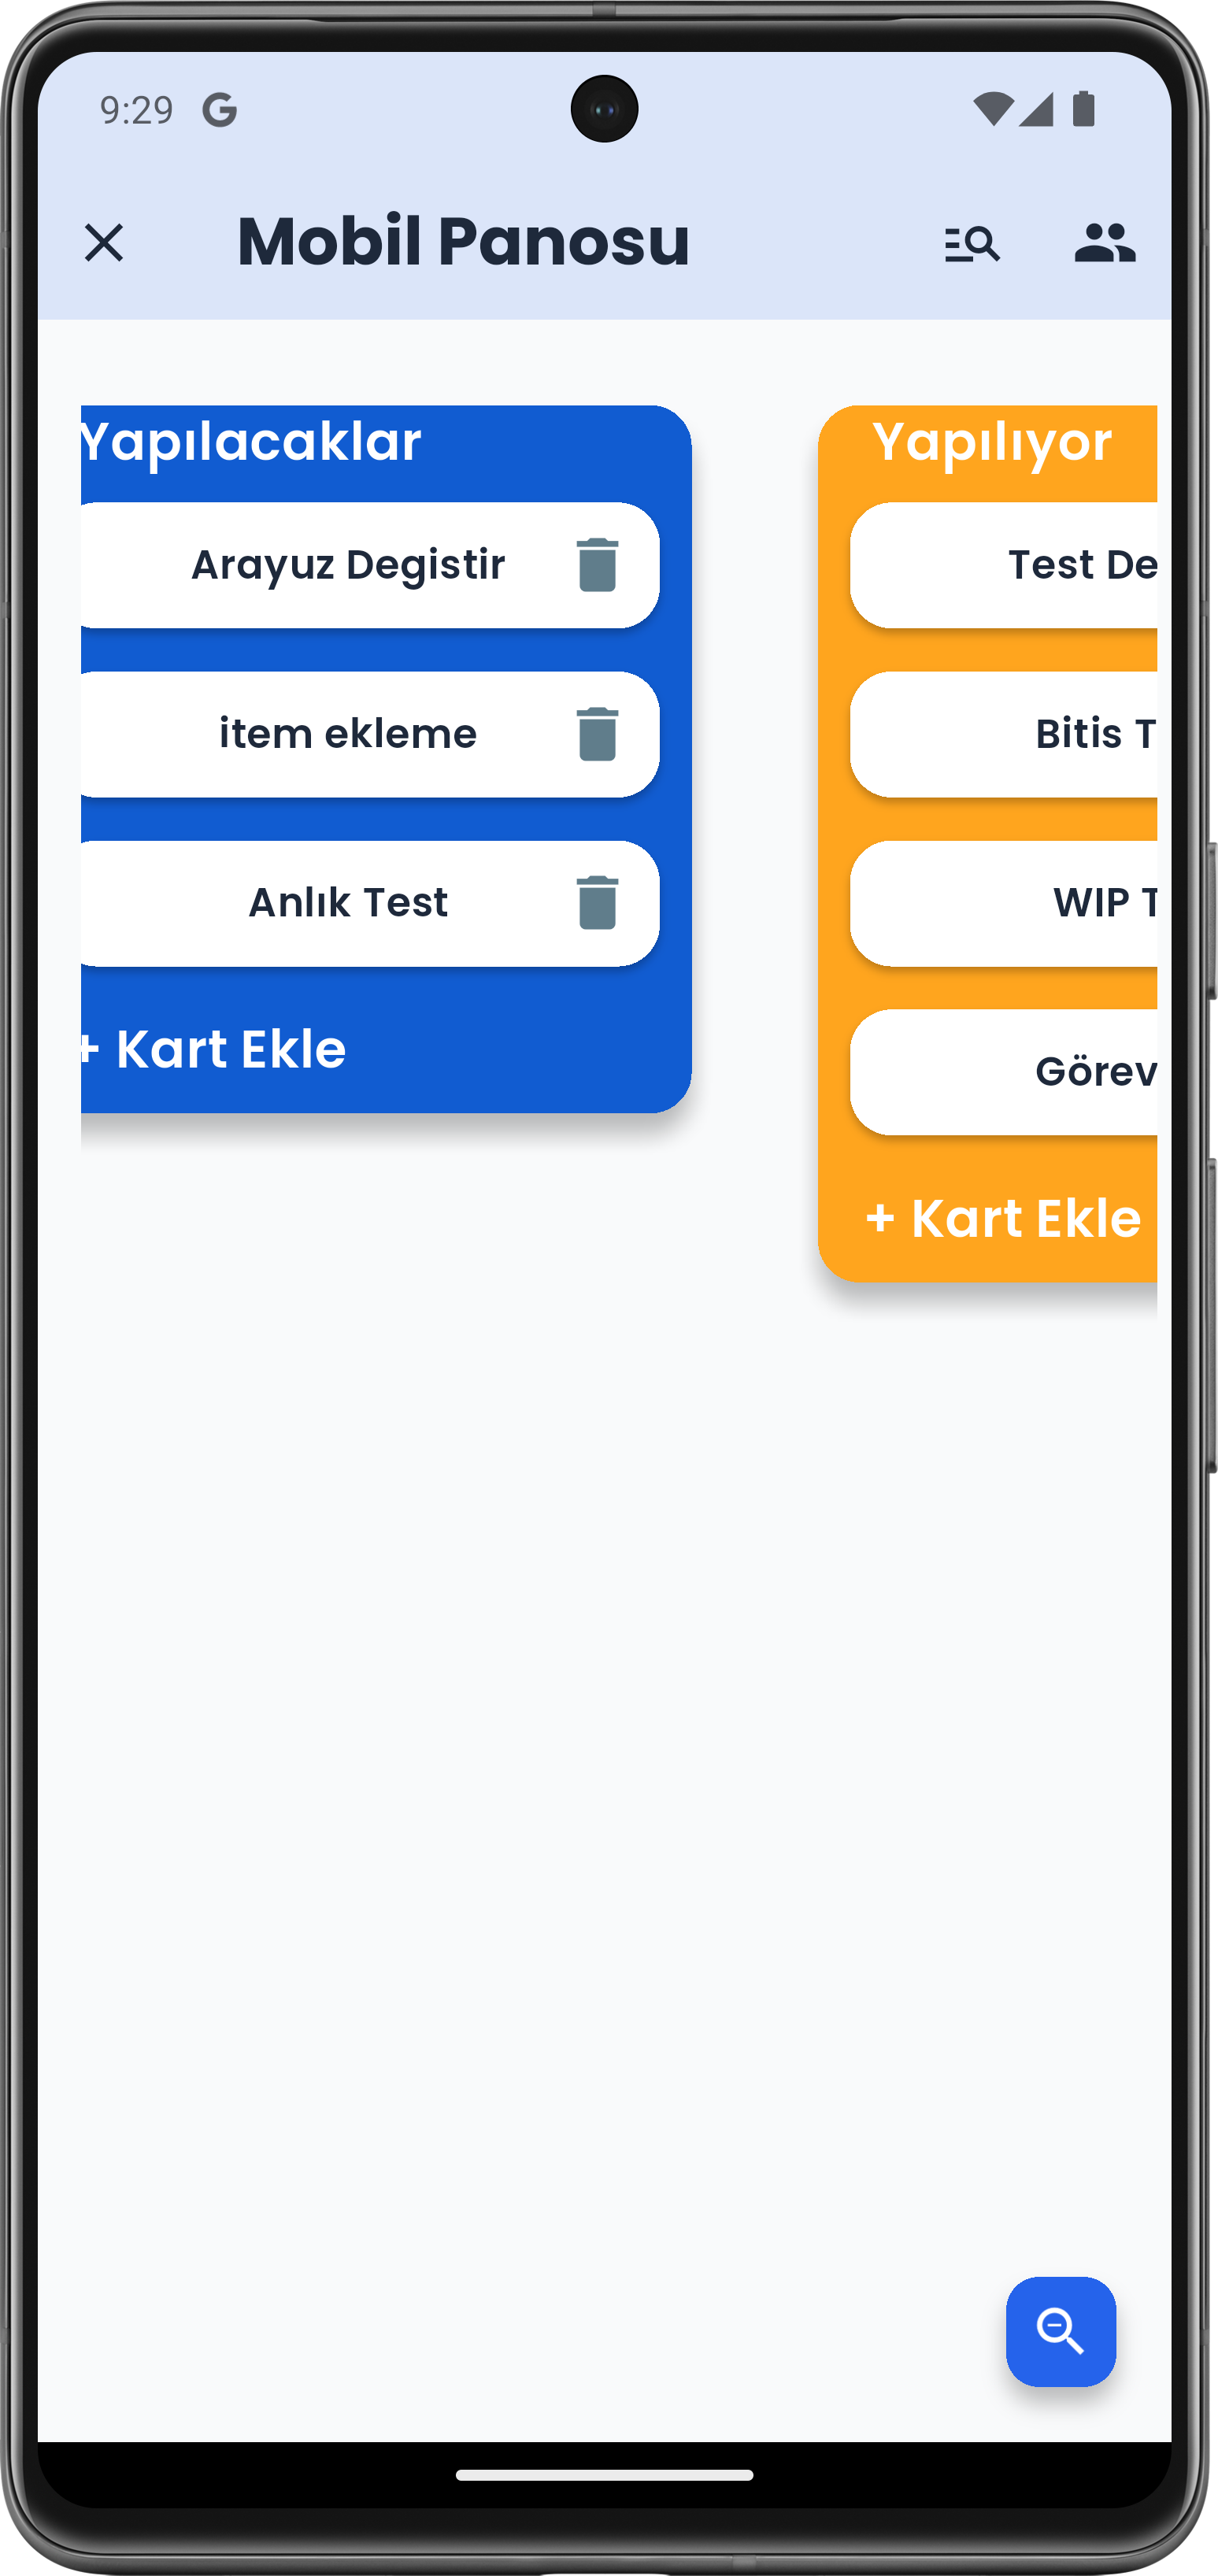 9:29
Mobil Panosu
Yapılacaklar
Arayuz Degistir
item ekleme
Anlık Test
+ Kart Ekle
Yapılıyor
Test De
Bitis T
WIP T
Görev
+ Kart Ekle